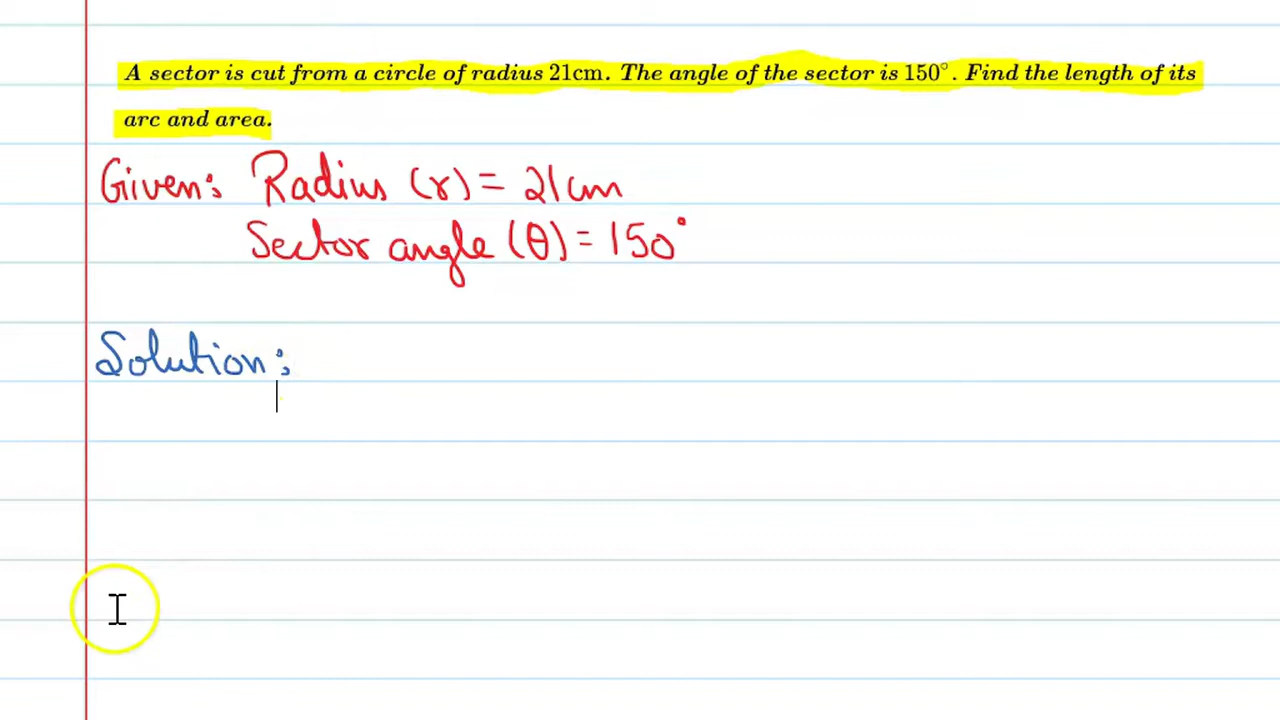 A sector is cut from a circle of radius 21cm. The angle of the sector is 150°. Find the length of its
arc and area.
Given: Radius (r) = 21cm
Sector angle (θ) = 150°
Solution: